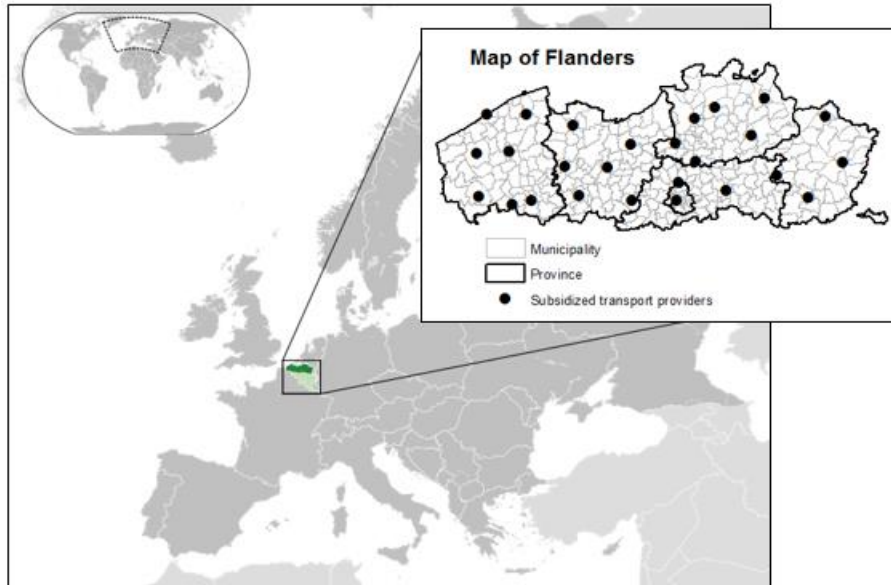 Map of Flanders
Municipality
Province
Subsidized transport providers